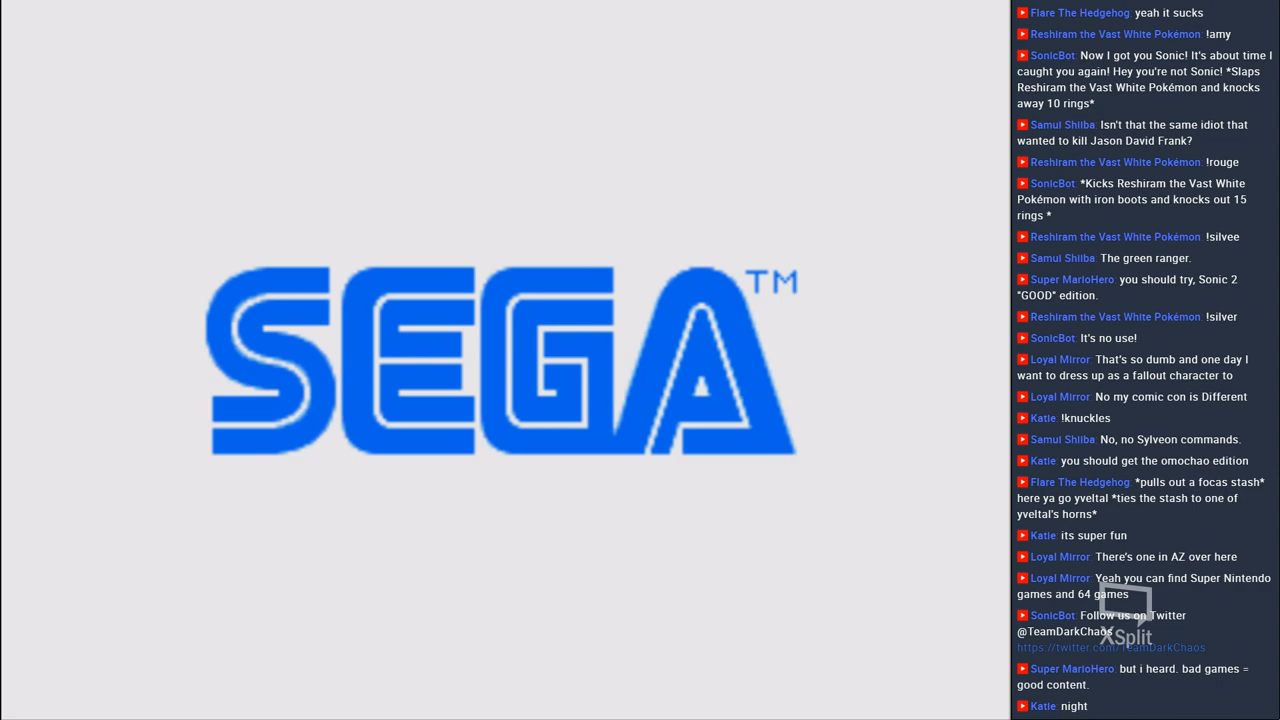 SEGA™
Flare The Hedgehog: yeah it sucks
Reshiram the Vast White Pokémon: !amy
SonicBot: Now I got you Sonic! It's about time I
caught you again! Hey you're not Sonic! *Slaps
Reshiram the Vast White Pokémon and knocks
away 10 rings*
Samui Shiiba: Isn't that the same idiot that
wanted to kill Jason David Frank?
Reshiram the Vast White Pokémon: !rouge
SonicBot: *Kicks Reshiram the Vast White
Pokémon with iron boots and knocks out 15
rings *
Reshiram the Vast White Pokémon: !silvee
Samui Shiiba: The green ranger.
Super MarioHero: you should try, Sonic 2
"GOOD" edition.
Reshiram the Vast White Pokémon: !silver
SonicBot: It's no use!
Loyal Mirror: That's so dumb and one day I
want to dress up as a fallout character to
Loyal Mirror: No my comic con is Different
Katie: !knuckles
Samui Shiiba: No, no Sylveon commands.
Katie: you should get the omochao edition
Flare The Hedgehog: *pulls out a focas stash*
here ya go yveltal *ties the stash to one of
yveltal's horns*
Katie: its super fun
Loyal Mirror: There's one in AZ over here
Loyal Mirror: Yeah you can find Super Nintendo
games and 64 games
SonicBot: Follow us on Twitter
@TeamDarkChaos
https://twitter.com/TeamDarkChaos
XSplit
Super MarioHero: but i heard. bad games =
good content.
Katie: night